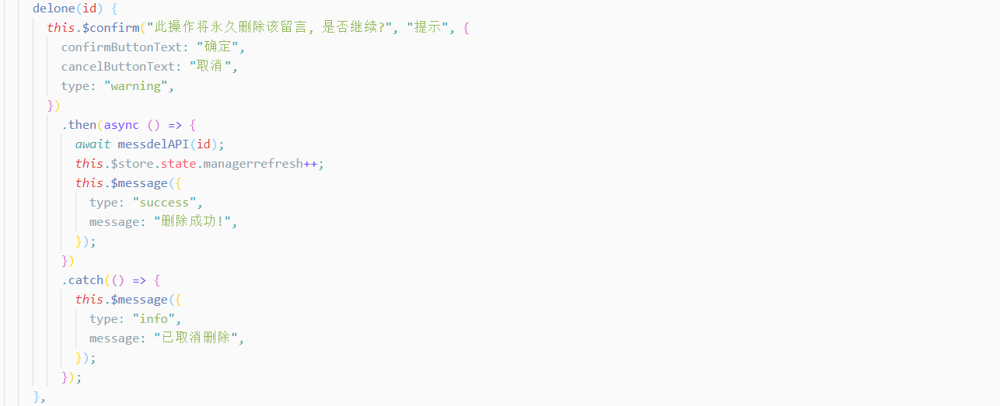 delone(id) {
this.$confirm("此操作将永久删除该留言, 是否继续?", "提示", {
confirmButtonText: "确定",
cancelButtonText: "取消",
type: "warning",
})
.then(async () => {
await messdelAPI(id);
this.$store.state.managerrefresh++;
this.$message({
type: "success",
message: "删除成功!",
});
})
.catch(() => {
this.$message({
type: "info",
message: "已取消删除",
});
});
},